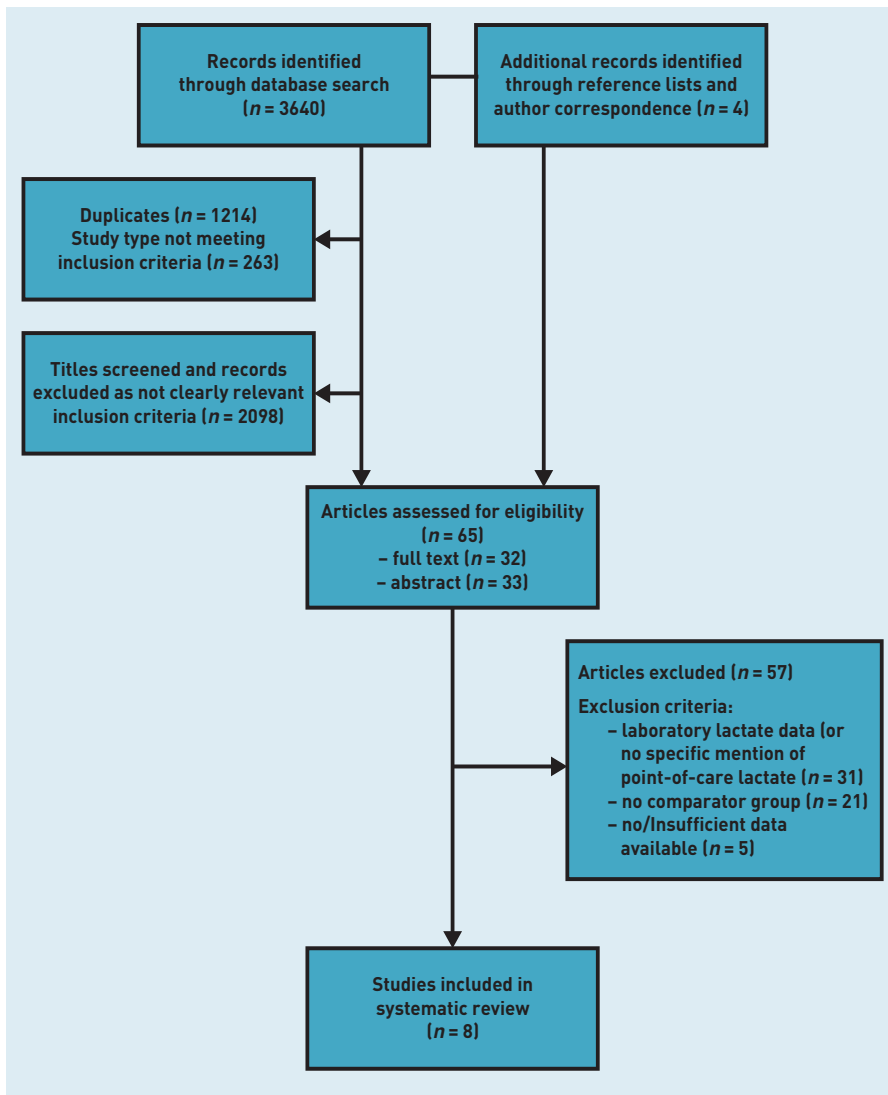 Records identified
through database search
(n = 3640)
Additional records identified
through reference lists and
author correspondence (n = 4)
Duplicates (n = 1214)
Study type not meeting
inclusion criteria (n = 263)
Titles screened and records
excluded as not clearly relevant
inclusion criteria (n = 2098)
Articles assessed for eligibility
(n = 65)
– full text (n = 32)
– abstract (n = 33)
Articles excluded (n = 57)
Exclusion criteria:
– laboratory lactate data (or
no specific mention of
point-of-care lactate (n = 31)
– no comparator group (n = 21)
– no/Insufficient data
available (n = 5)
Studies included in
systematic review
(n = 8)